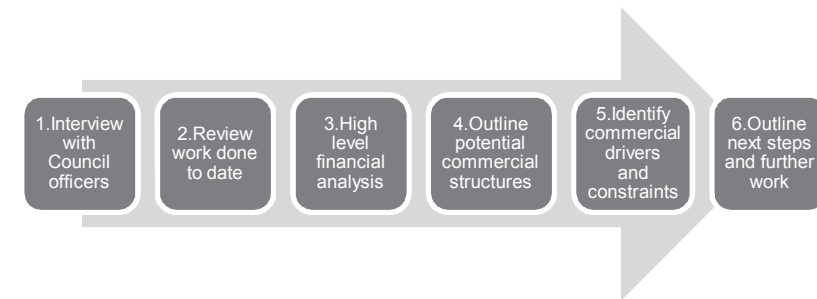 1.Interview
with
Council
officers
2.Review
work done
to date
3.High
level
financial
analysis
4.Outline
potential
commercial
structures
5.Identify
commercial
drivers
and
constraints
6.Outline
next steps
and further
work